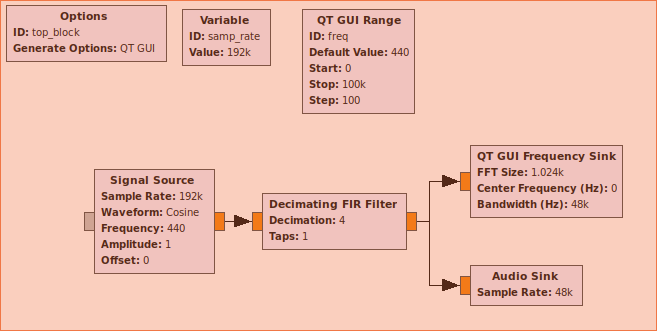 Options
ID: top_block
Generate Options: QT GUI
Variable
ID: samp_rate
Value: 192k
QT GUI Range
ID: freq
Default Value: 440
Start: 0
Stop: 100k
Step: 100
Signal Source
Sample Rate: 192k
Waveform: Cosine
Frequency: 440
Amplitude: 1
Offset: 0
Decimating FIR Filter
Decimation: 4
Taps: 1
QT GUI Frequency Sink
FFT Size: 1.024k
Center Frequency (Hz): 0
Bandwidth (Hz): 48k
Audio Sink
Sample Rate: 48k